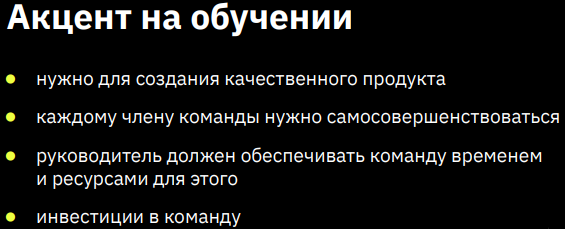 Акцент на обучении
нужно для создания качественного продукта
каждому члену команды нужно самосовершенствоваться
руководитель должен обеспечивать команду временем
и ресурсами для этого
инвестиции в команду